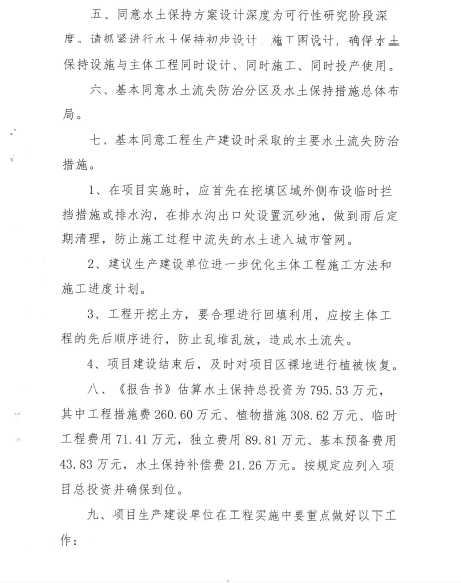 五、同意水土保持方案设计深度为可行性研究阶段深
度。请抓紧进行水土保持初步设计、施工图设计，确保水土
保持设施与主体工程同时设计、同时施工、同时投产使用。
六、基本同意水土流失防治分区及水土保持措施总体布
局。
七、基本同意工程生产建设时采取的主要水土流失防治
措施。
1、在项目实施时，应首先在挖填区域外侧布设临时拦
挡措施或排水沟，在排水沟出口处设置沉砂池，做到雨后定
期清理，防止施工过程中流失的水土进入城市管网。
2、建议生产建设单位进一步优化主体工程施工方法和
施工进度计划。
3、工程开挖土方，要合理进行回填利用，应按主体工
程的先后顺序进行，防止乱堆乱放，造成水土流失。
4、项目建设结束后，及时对项目区裸地进行植被恢复。
八、《报告书》估算水土保持总投资为 795.53 万元，
其中工程措施费 260.60 万元、植物措施 308.62 万元、临时
工程费用 71.41 万元，独立费用 89.81 万元、基本预备费用
43.83 万元，水土保持补偿费 21.26 万元。按规定应列入项
目总投资并确保到位。
九、项目生产建设单位在工程实施中要重点做好以下工
作：